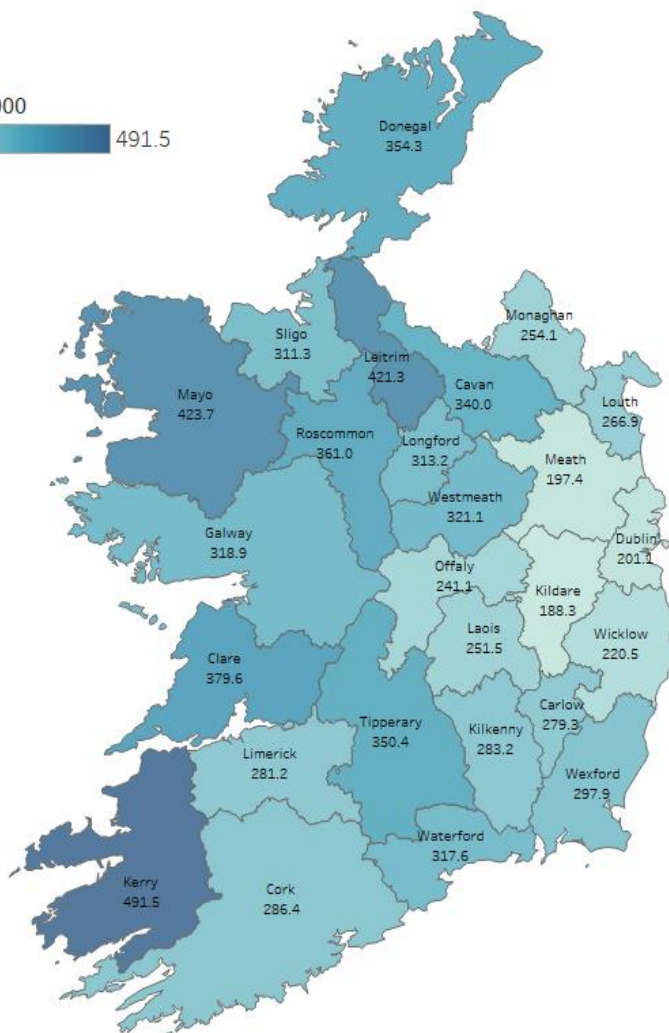 000
491.5
Donegal
354.3
Monaghan
254.1
Sligo
311.3
Leitrim
421.3
Cavan
340.0
Louth
266.9
Mayo
423.7
Roscommon
361.0
Longford
313.2
Meath
197.4
Westmeath
321.1
Galway
318.9
Dublin
201.1
Offaly
241.1
Kildare
188.3
Laois
251.5
Wicklow
220.5
Clare
379.6
Tipperary
350.4
Kilkenny
283.2
Carlow
279.3
Limerick
281.2
Wexford
297.9
Waterford
317.6
Kerry
491.5
Cork
286.4